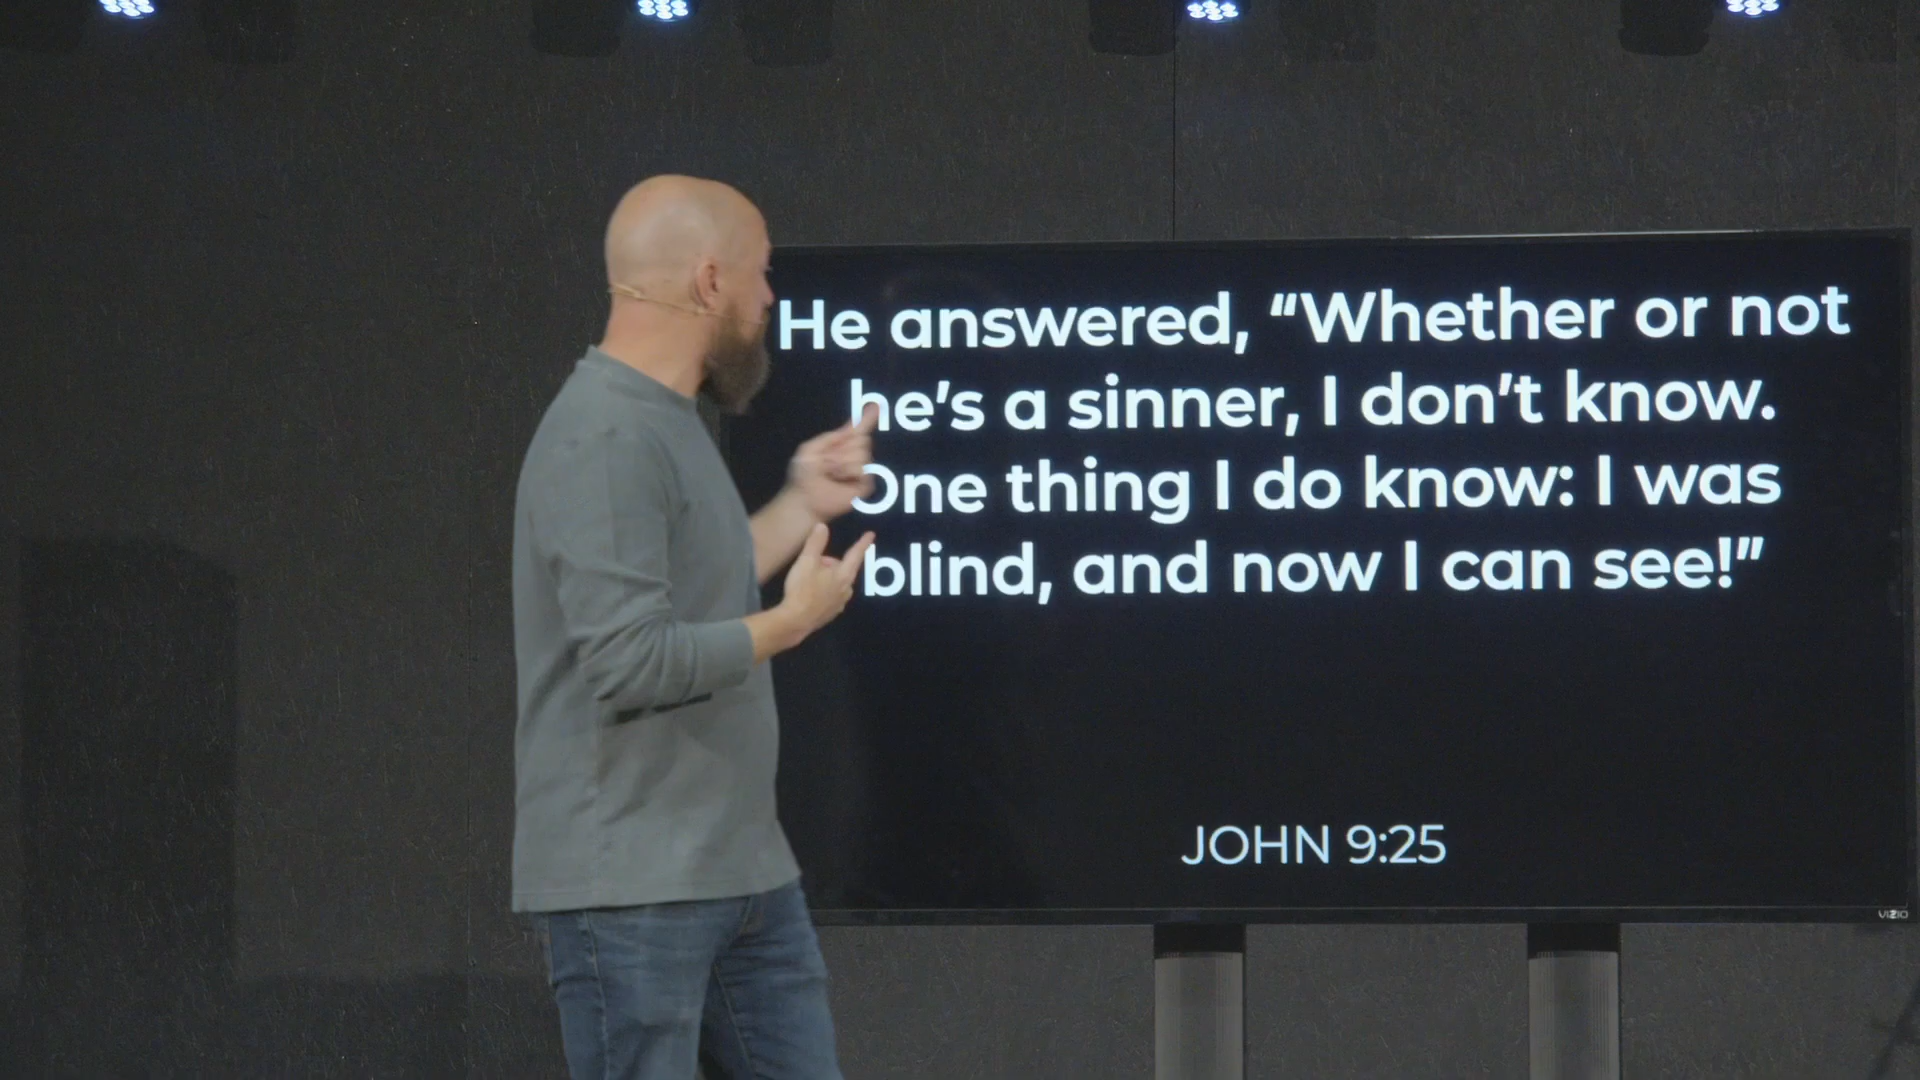 He answered, “Whether or not
he’s a sinner, I don’t know.
One thing I do know: I was
blind, and now I can see!”
JOHN 9:25
VIZIO